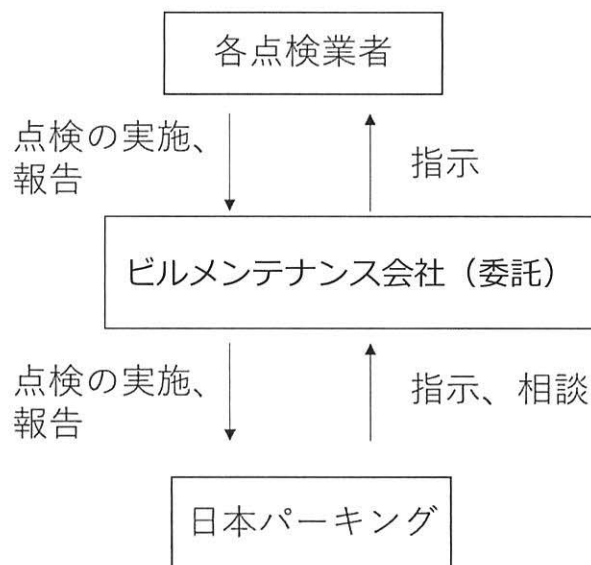 各点検業者
点検の実施、
報告
指示
ビルメンテナンス会社（委託）
点検の実施、
報告
指示、相談
日本パーキング